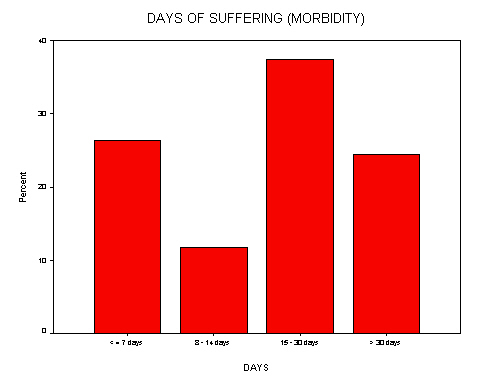 DAYS OF SUFFERING (MORBIDITY)
40
30
20
10
0
Percent
< = 7 days
8 - 14 days
15 - 30 days
> 30 days
DAYS